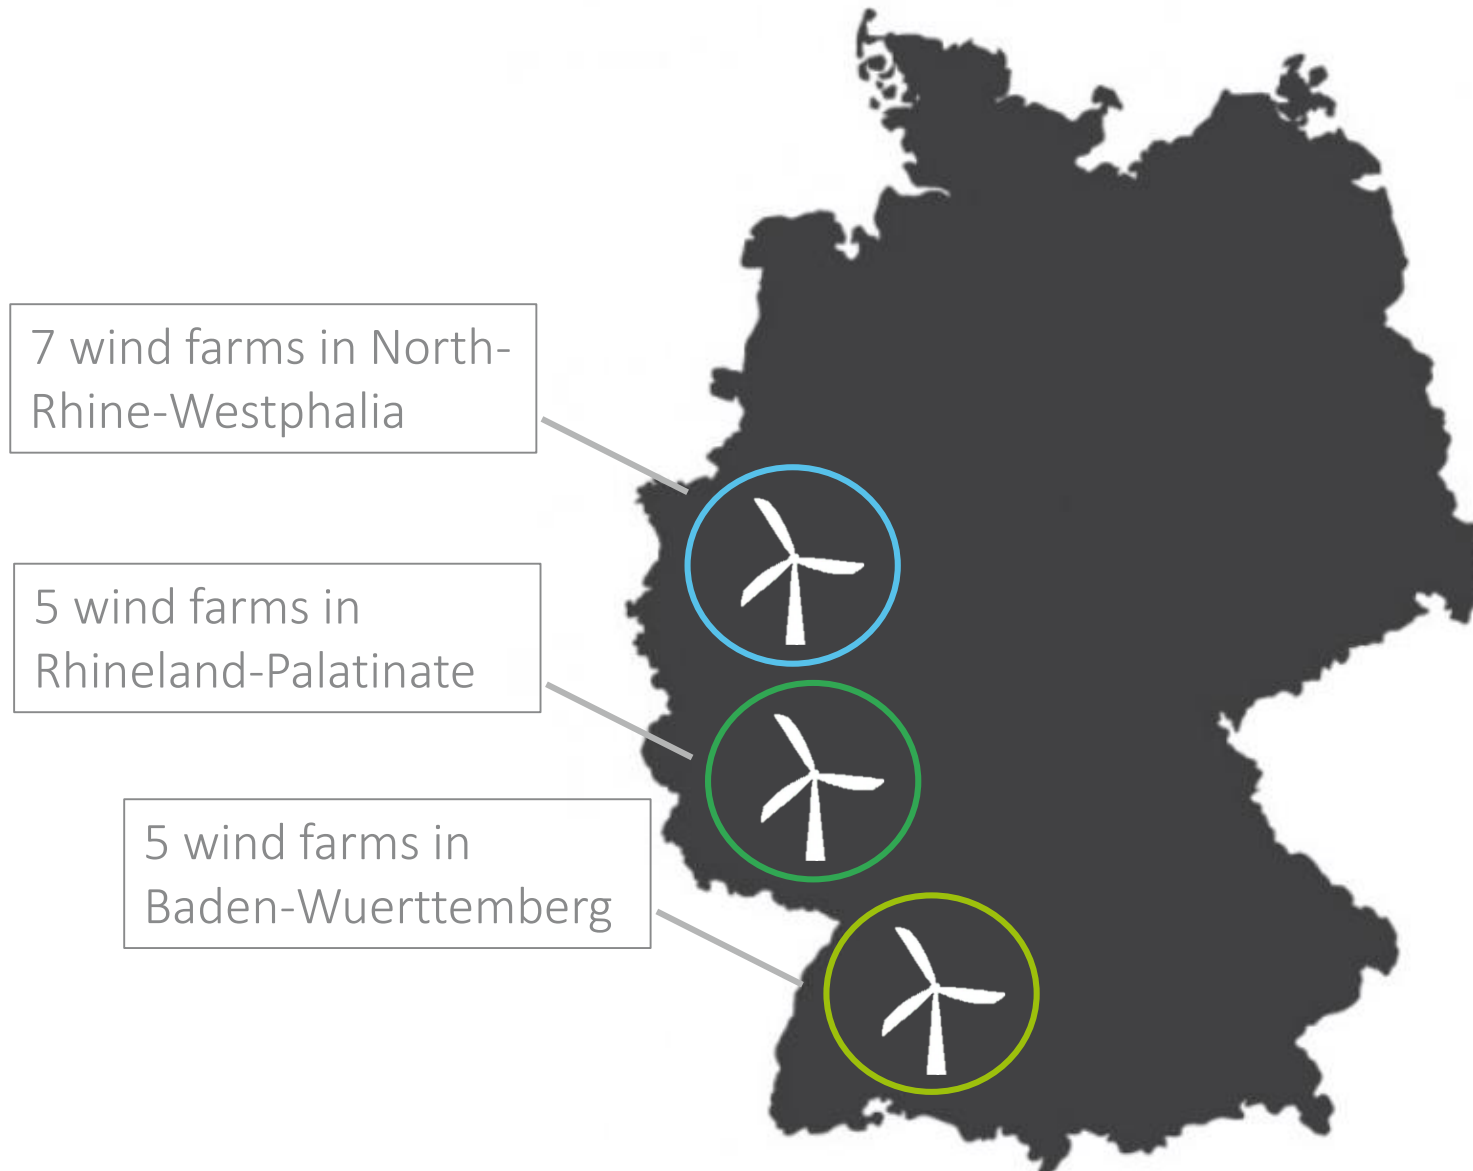 7 wind farms in North-
Rhine-Westphalia
5 wind farms in
Rhineland-Palatinate
5 wind farms in
Baden-Wuerttemberg